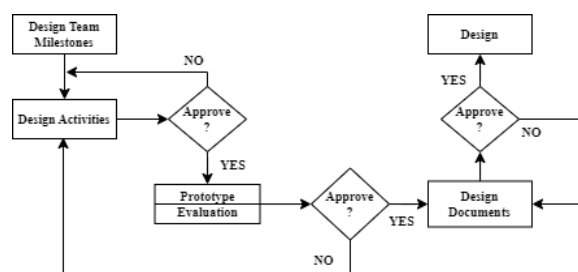 Design Team
Milestones
Design
NO
YES
Design Activities
Approve
?
Approve
?
NO
YES
Prototype
Evaluation
Approve
?
YES
Design
Documents
NO